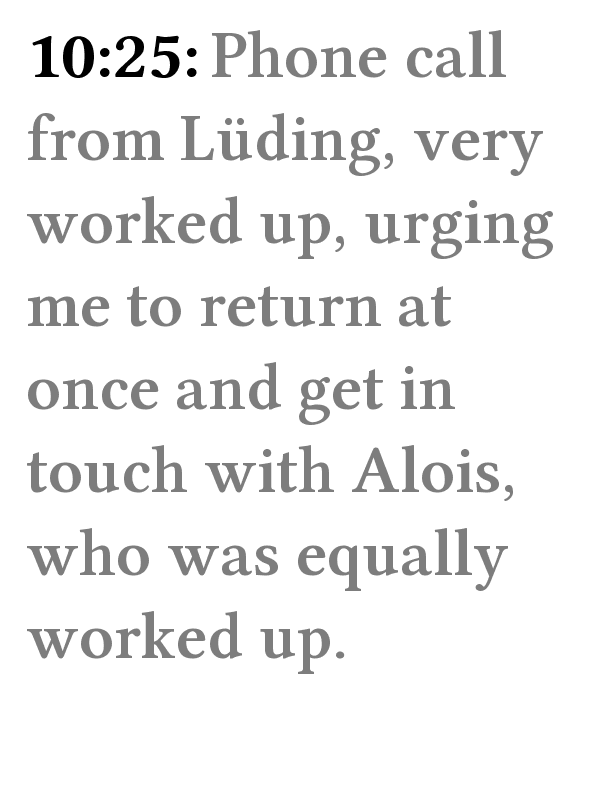 10:25: Phone call
from Lüding, very
worked up, urging
me to return at
once and get in
touch with Alois,
who was equally
worked up.